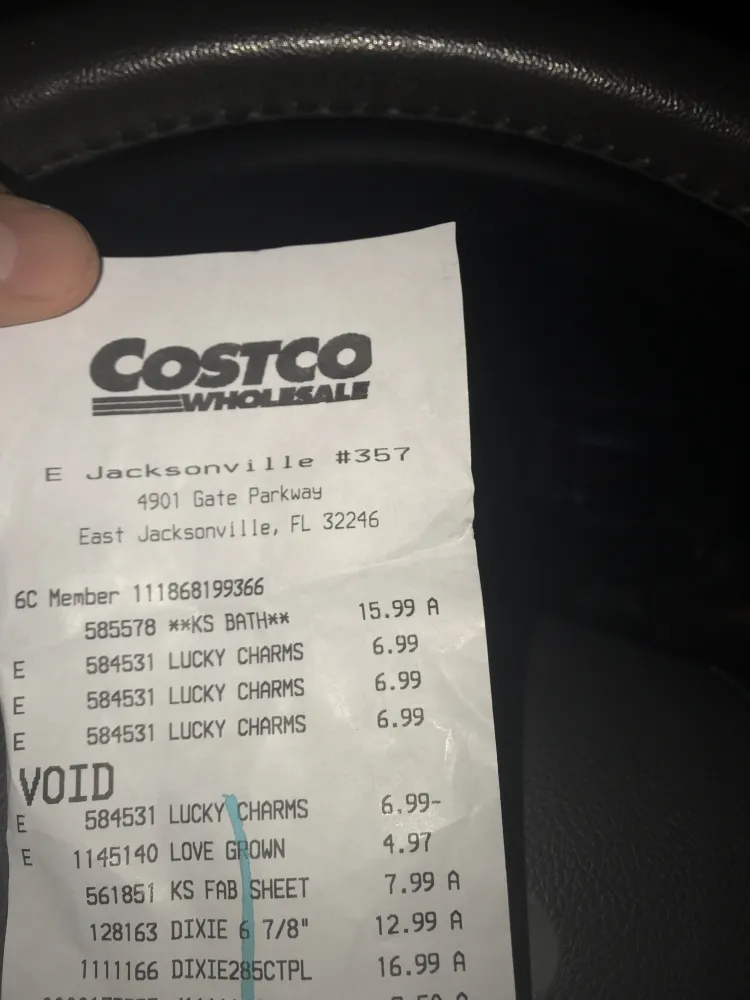 COSTCO
WHOLESALE
E Jacksonville #357
4901 Gate Parkway
East Jacksonville, FL 32246
6C Member 111868199366
585578 **KS BATH** 15.99 A
E 584531 LUCKY CHARMS 6.99
E 584531 LUCKY CHARMS 6.99
E 584531 LUCKY CHARMS 6.99
VOID
E 584531 LUCKY CHARMS 6.99-
E 1145140 LOVE GROWN 4.97
561851 KS FAB SHEET 7.99 A
128163 DIXIE 6 7/8" 12.99 A
1111166 DIXIE285CTPL 16.99 A